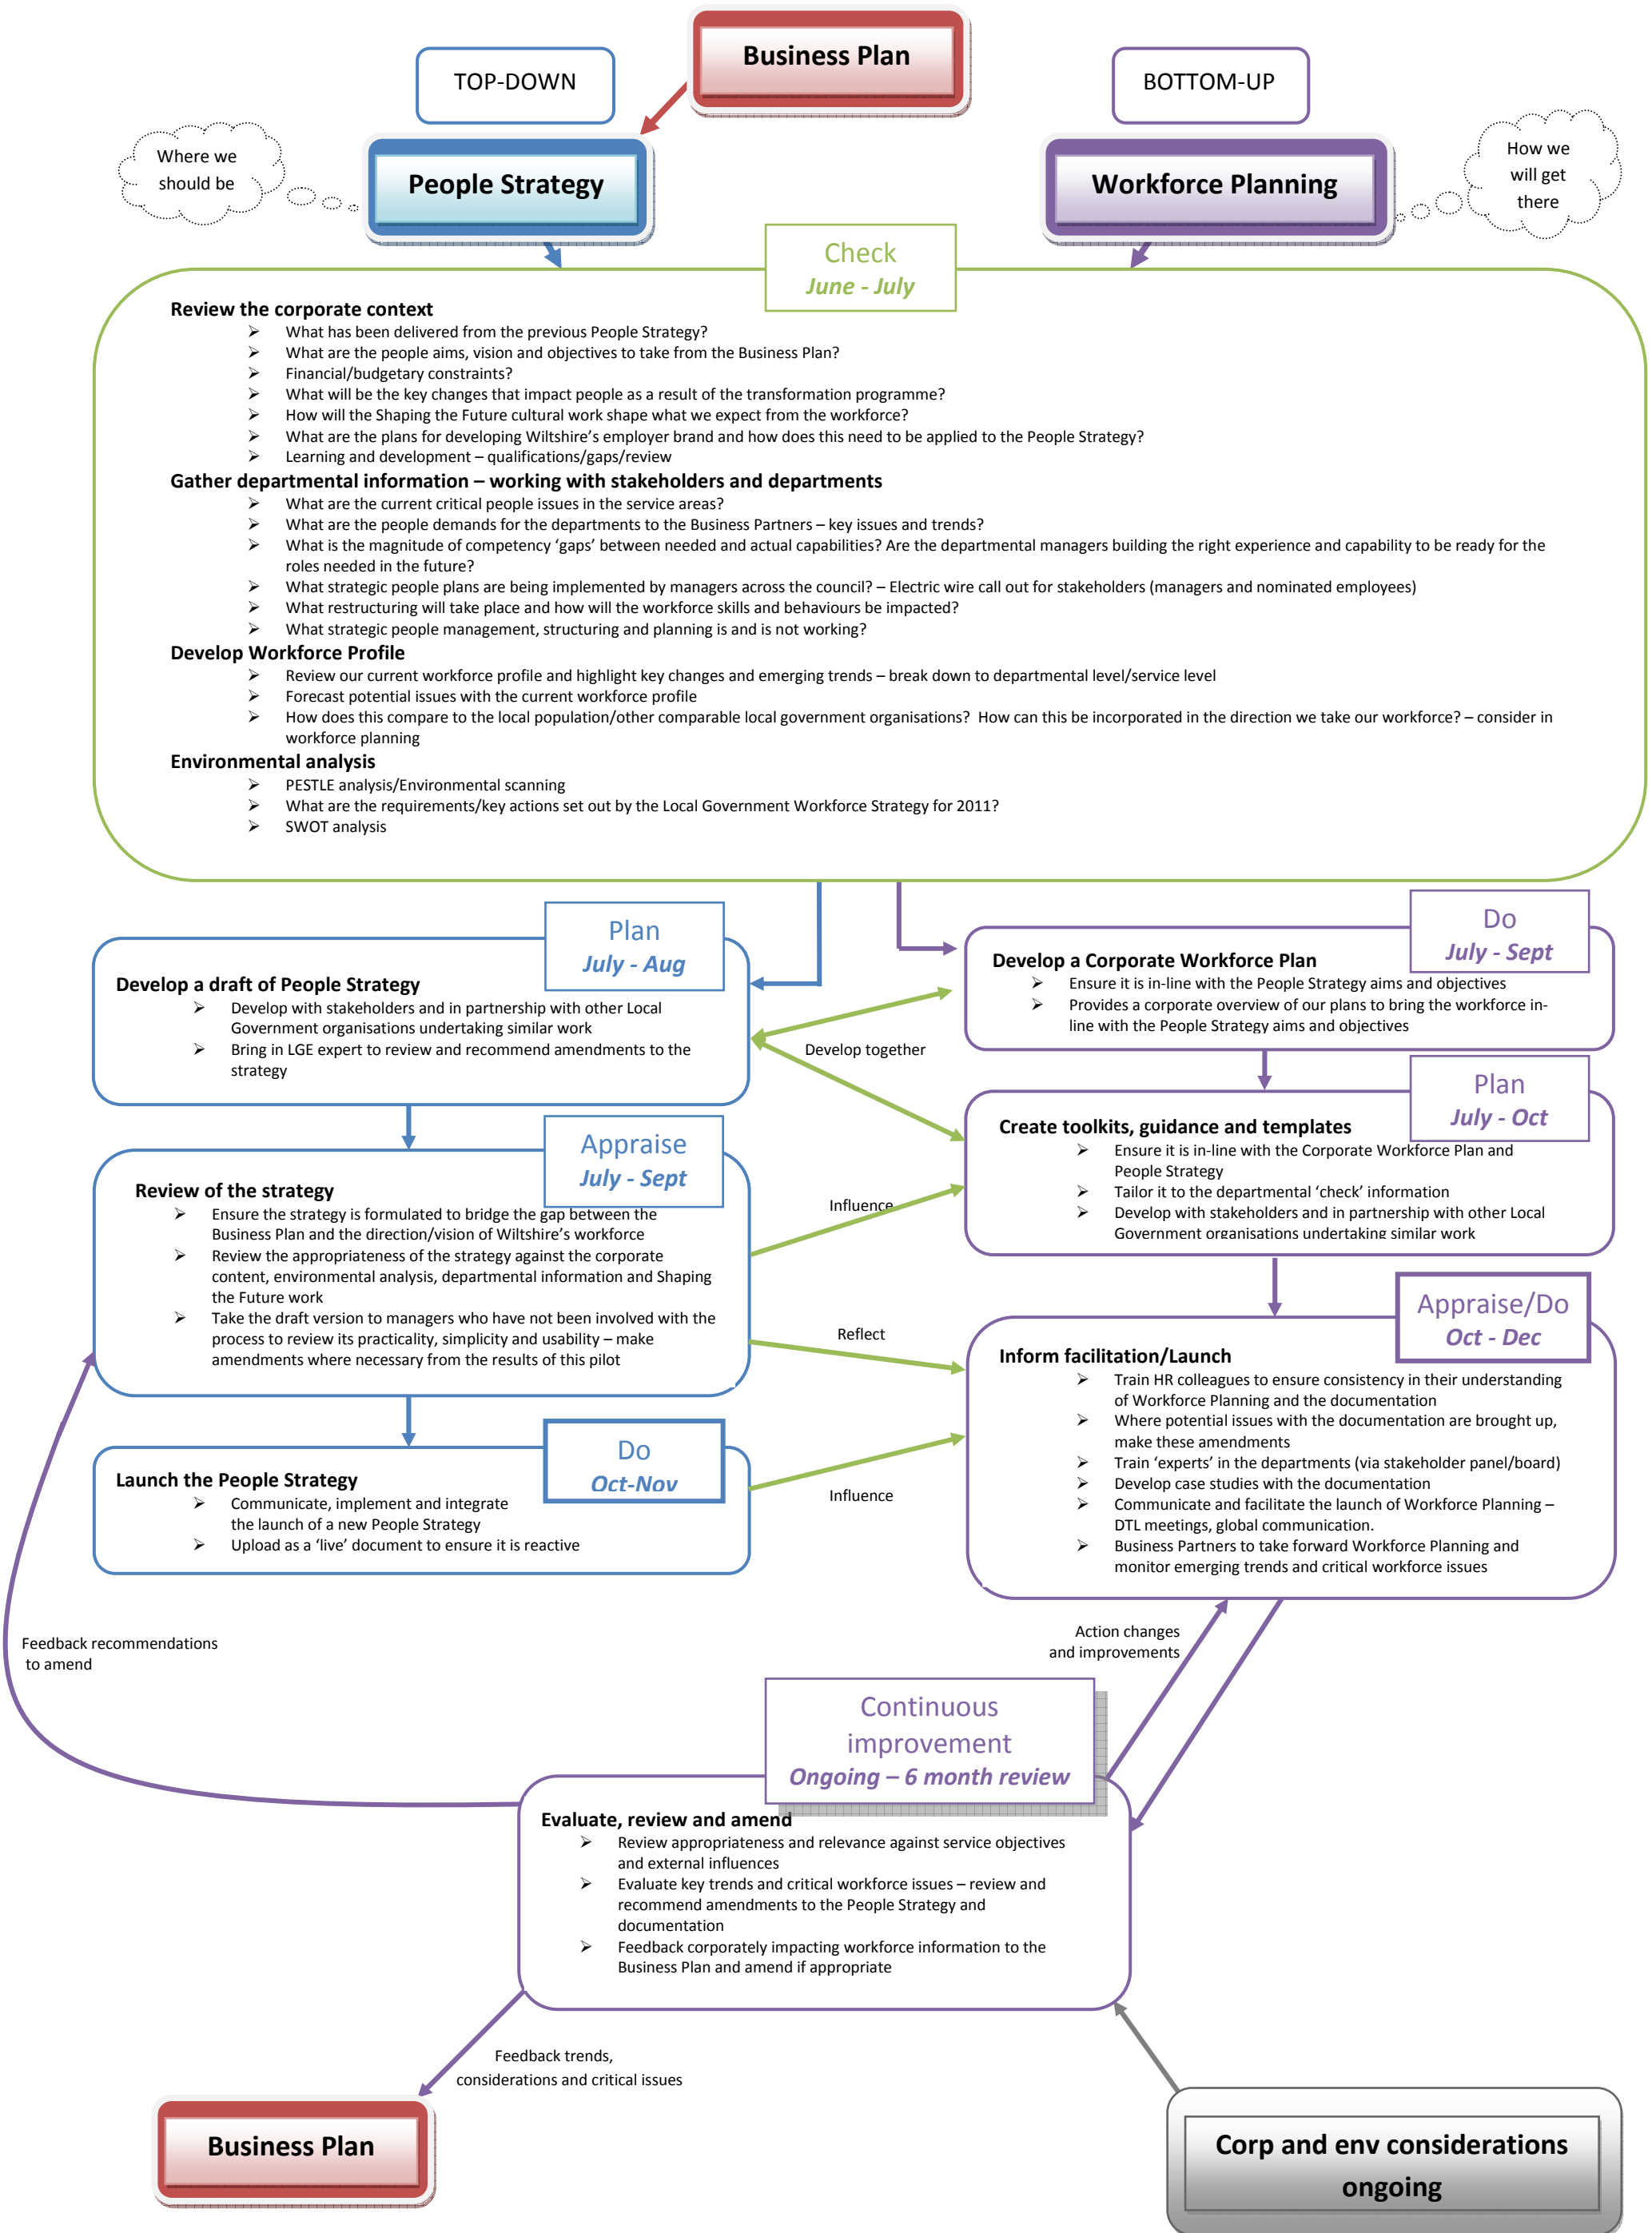 Business Plan
TOP-DOWN
BOTTOM-UP
Where we
should be
People Strategy
Workforce Planning
How we
will get
there
Check
June - July
Review the corporate context
➢ What has been delivered from the previous People Strategy?
➢ What are the people aims, vision and objectives to take from the Business Plan?
➢ Financial/budgetary constraints?
➢ What will be the key changes that impact people as a result of the transformation programme?
➢ How will the Shaping the Future cultural work shape what we expect from the workforce?
➢ What are the plans for developing Wiltshire's employer brand and how does this need to be applied to the People Strategy?
➢ Learning and development – qualifications/gaps/review
Gather departmental information – working with stakeholders and departments
➢ What are the current critical people issues in the service areas?
➢ What are the people demands for the departments to the Business Partners – key issues and trends?
➢ What is the magnitude of competency 'gaps' between needed and actual capabilities? Are the departmental managers building the right experience and capability to be ready for the
roles needed in the future?
➢ What strategic people plans are being implemented by managers across the council? – Electric wire call out for stakeholders (managers and nominated employees)
➢ What restructuring will take place and how will the workforce skills and behaviours be impacted?
➢ What strategic people management, structuring and planning is and is not working?
Develop Workforce Profile
➢ Review our current workforce profile and highlight key changes and emerging trends – break down to departmental level/service level
➢ Forecast potential issues with the current workforce profile
➢ How does this compare to the local population/other comparable local government organisations? How can this be incorporated in the direction we take our workforce? – consider in
workforce planning
Environmental analysis
➢ PESTLE analysis/Environmental scanning
➢ What are the requirements/key actions set out by the Local Government Workforce Strategy for 2011?
➢ SWOT analysis
Plan
July - Aug
Develop a draft of People Strategy
➢ Develop with stakeholders and in partnership with other Local
Government organisations undertaking similar work
➢ Bring in LGE expert to review and recommend amendments to the
strategy
Do
July - Sept
Develop a Corporate Workforce Plan
➢ Ensure it is in-line with the People Strategy aims and objectives
➢ Provides a corporate overview of our plans to bring the workforce in-
line with the People Strategy aims and objectives
Develop together
Plan
July - Oct
Create toolkits, guidance and templates
➢ Ensure it is in-line with the Corporate Workforce Plan and
People Strategy
➢ Tailor it to the departmental 'check' information
➢ Develop with stakeholders and in partnership with other Local
Government organisations undertaking similar work
Appraise
July - Sept
Review of the strategy
➢ Ensure the strategy is formulated to bridge the gap between the
Business Plan and the direction/vision of Wiltshire's workforce
➢ Review the appropriateness of the strategy against the corporate
content, environmental analysis, departmental information and Shaping
the Future work
➢ Take the draft version to managers who have not been involved with the
process to review its practicality, simplicity and usability – make
amendments where necessary from the results of this pilot
Influence
Reflect
Appraise/Do
Oct - Dec
Inform facilitation/Launch
➢ Train HR colleagues to ensure consistency in their understanding
of Workforce Planning and the documentation
➢ Where potential issues with the documentation are brought up,
make these amendments
➢ Train 'experts' in the departments (via stakeholder panel/board)
➢ Develop case studies with the documentation
➢ Communicate and facilitate the launch of Workforce Planning –
DTL meetings, global communication.
➢ Business Partners to take forward Workforce Planning and
monitor emerging trends and critical workforce issues
Do
Oct-Nov
Launch the People Strategy
➢ Communicate, implement and integrate
the launch of a new People Strategy
➢ Upload as a 'live' document to ensure it is reactive
Influence
Feedback recommendations
to amend
Action changes
and improvements
Continuous
improvement
Ongoing – 6 month review
Evaluate, review and amend
➢ Review appropriateness and relevance against service objectives
and external influences
➢ Evaluate key trends and critical workforce issues – review and
recommend amendments to the People Strategy and
documentation
➢ Feedback corporately impacting workforce information to the
Business Plan and amend if appropriate
Feedback trends,
considerations and critical issues
Business Plan
Corp and env considerations
ongoing